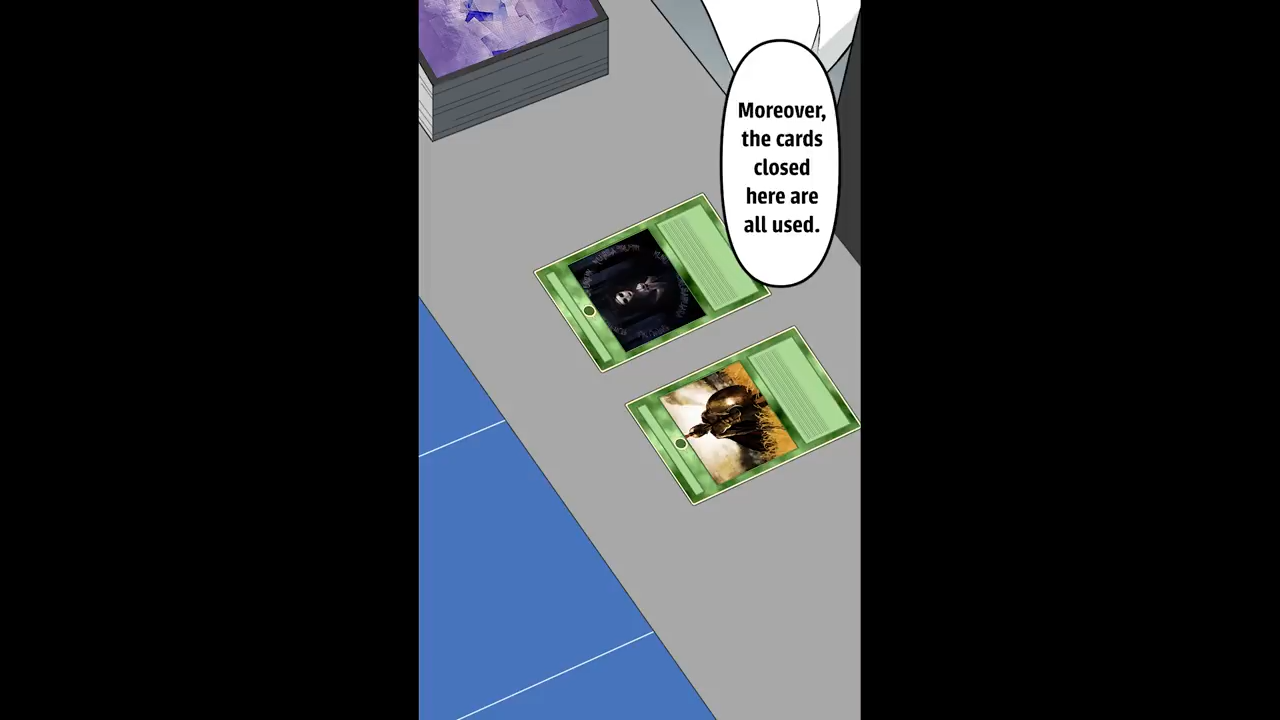 Moreover,
the cards
closed
here are
all used.